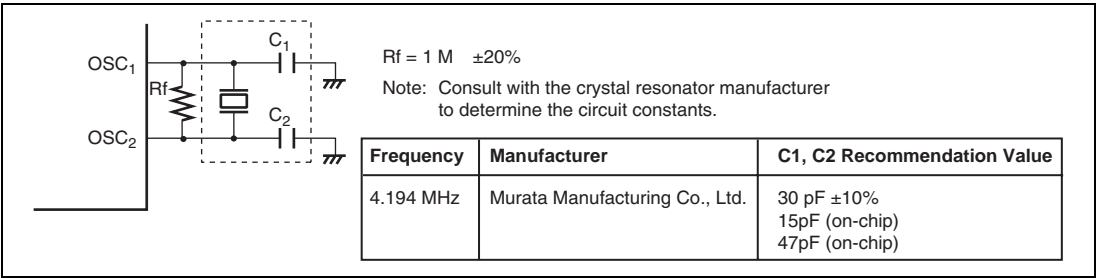 OSC1
Rf
OSC2
C1
C2
Rf = 1 M ±20%
Note: Consult with the crystal resonator manufacturer
to determine the circuit constants.
Frequency Manufacturer C1, C2 Recommendation Value
4.194 MHz Murata Manufacturing Co., Ltd. 30 pF ±10%
15pF (on-chip)
47pF (on-chip)